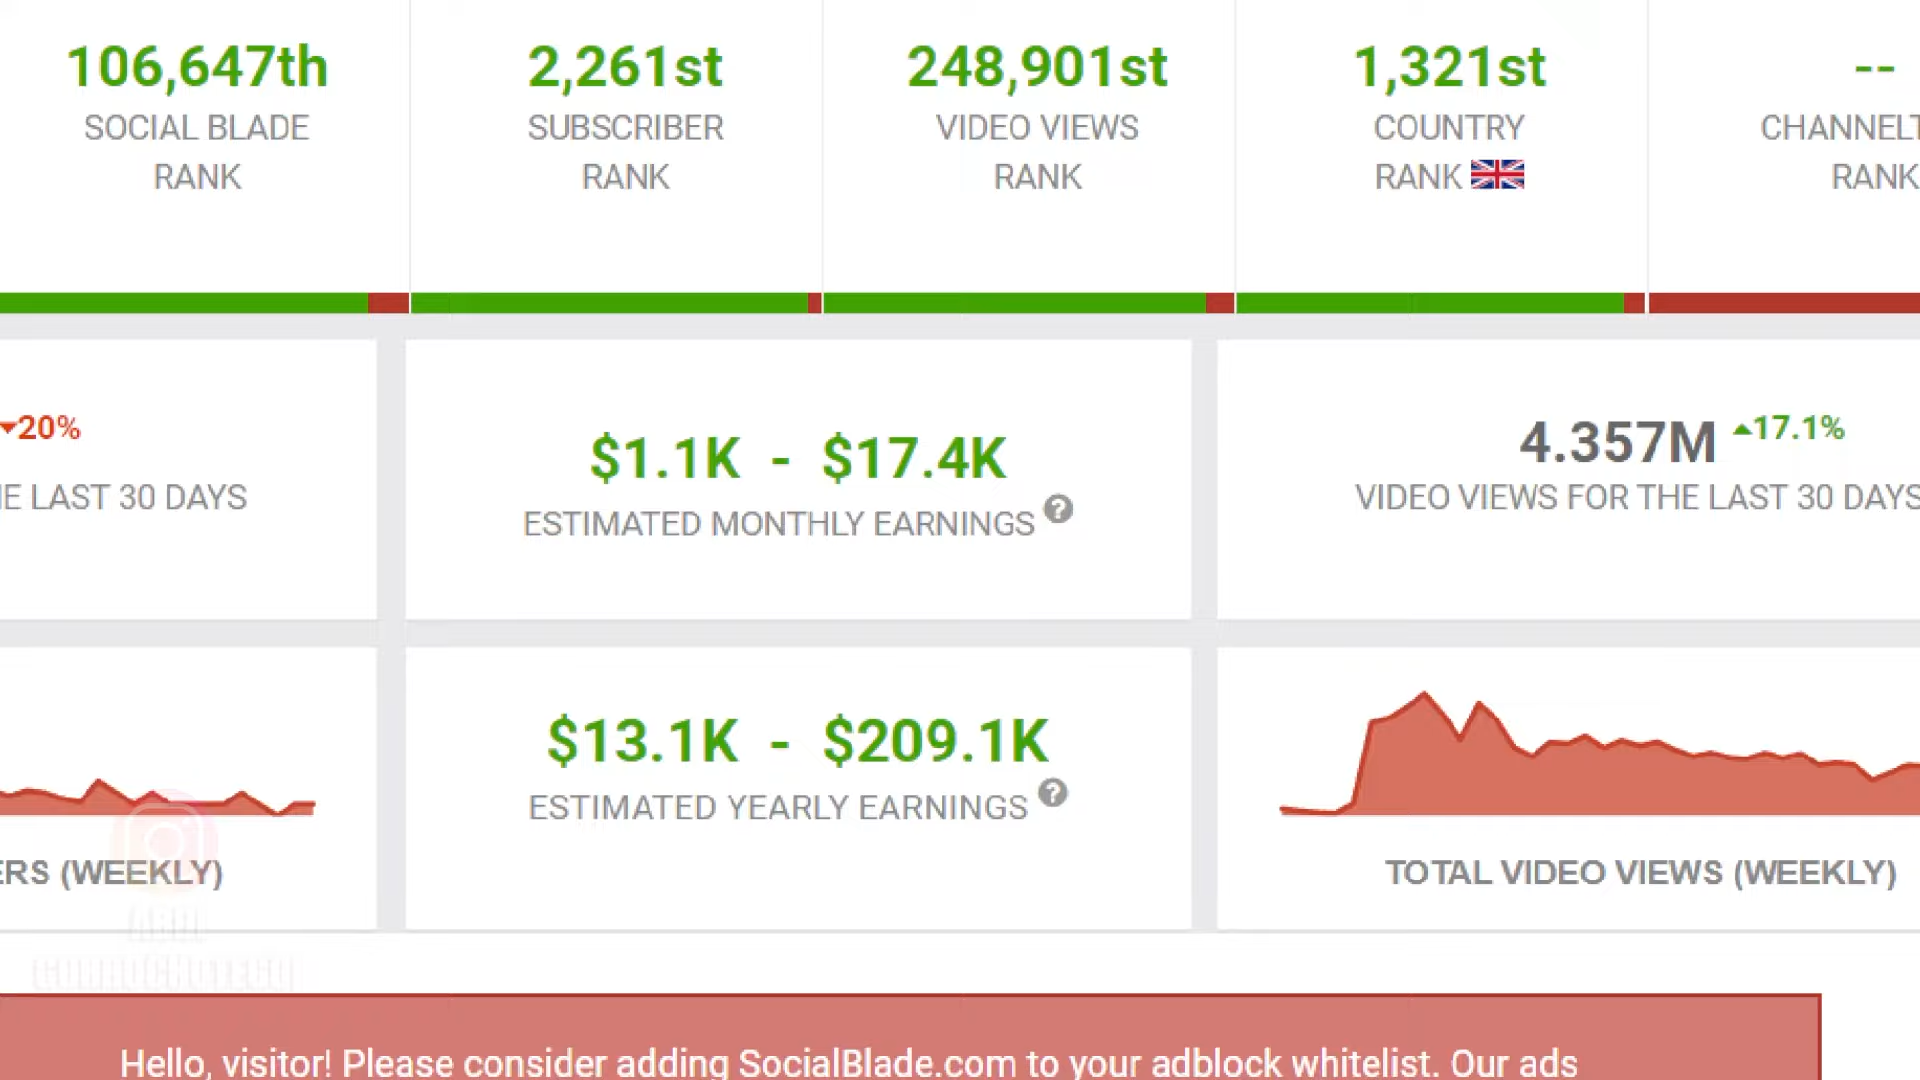 106,647th
SOCIAL BLADE
RANK
2,261st
SUBSCRIBER
RANK
248,901st
VIDEO VIEWS
RANK
1,321st
COUNTRY
RANK
--
CHANNELT
RANK
20%
E LAST 30 DAYS
$1.1K - $17.4K
ESTIMATED MONTHLY EARNINGS ?
4.357M 17.1%
VIDEO VIEWS FOR THE LAST 30 DAYS
ERS (WEEKLY)
$13.1K - $209.1K
ESTIMATED YEARLY EARNINGS ?
TOTAL VIDEO VIEWS (WEEKLY)
Hello, visitor! Please consider adding SocialBlade.com to your adblock whitelist. Our ads